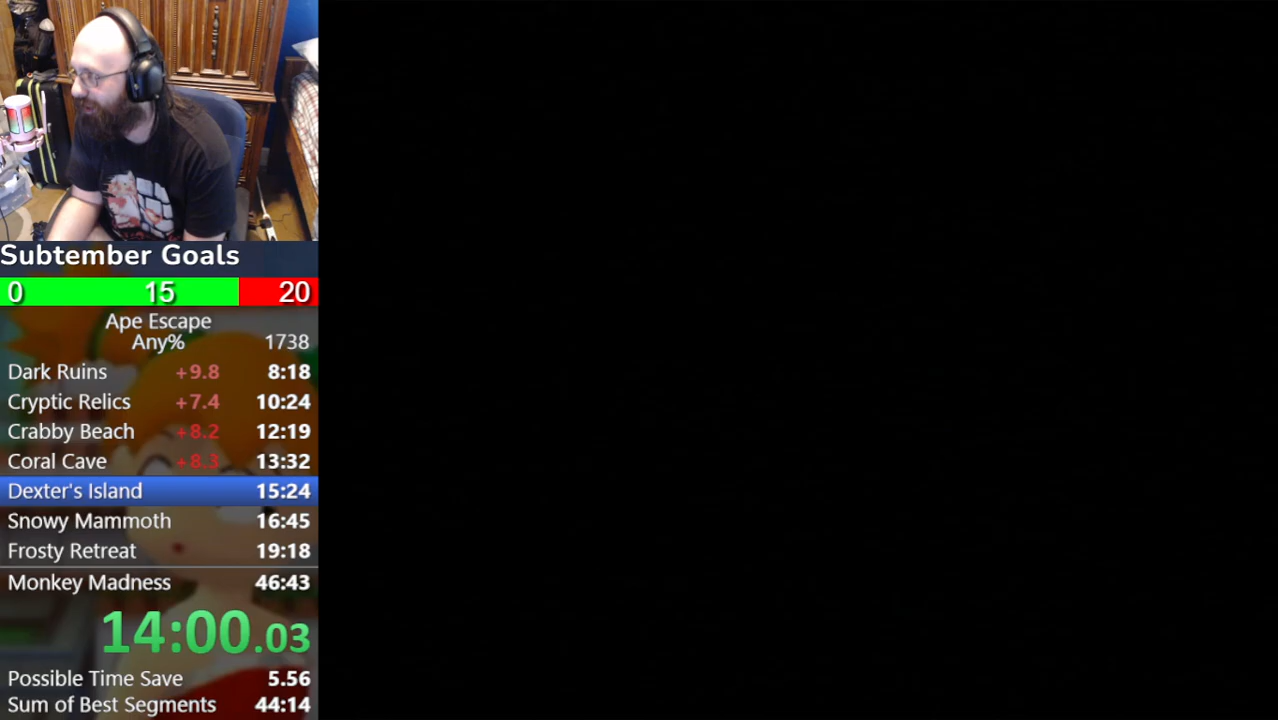 Subtember Goals
0 15 20
Ape Escape
Any% 1738
Dark Ruins +9.8 8:18
Cryptic Relics +7.4 10:24
Crabby Beach +8.2 12:19
Coral Cave +8.3 13:32
Dexter's Island 15:24
Snowy Mammoth 16:45
Frosty Retreat 19:18
Monkey Madness 46:43
14:00.03
Possible Time Save 5.56
Sum of Best Segments 44:14